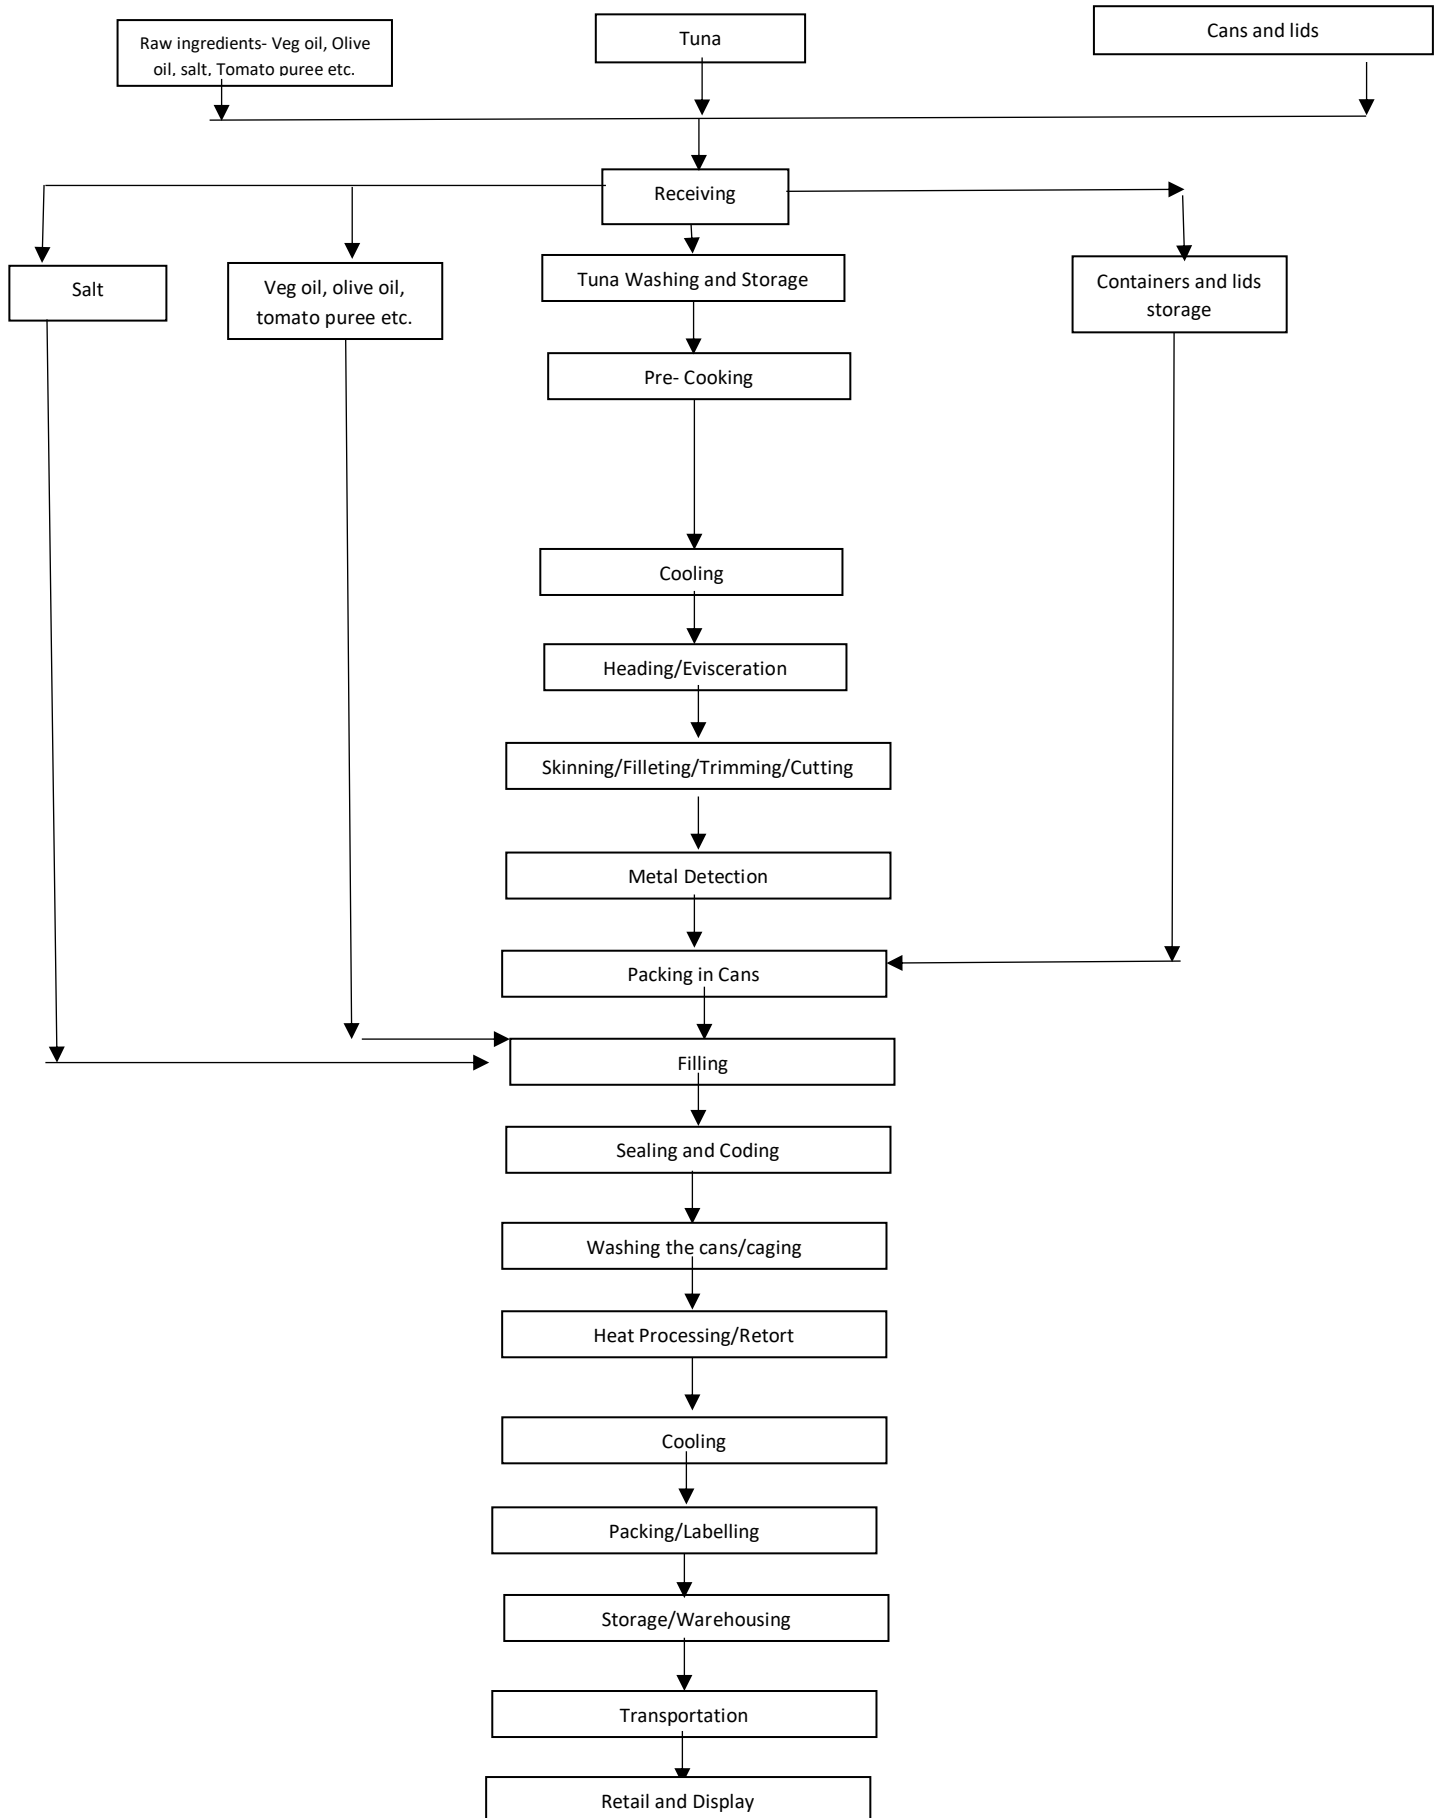 Raw ingredients- Veg oil, Olive
oil, salt, Tomato puree etc.
Tuna
Cans and lids
Receiving
Salt
Veg oil, olive oil,
tomato puree etc.
Tuna Washing and Storage
Containers and lids
storage
Pre- Cooking
Cooling
Heading/Evisceration
Skinning/Filleting/Trimming/Cutting
Metal Detection
Packing in Cans
Filling
Sealing and Coding
Washing the cans/caging
Heat Processing/Retort
Cooling
Packing/Labelling
Storage/Warehousing
Transportation
Retail and Display